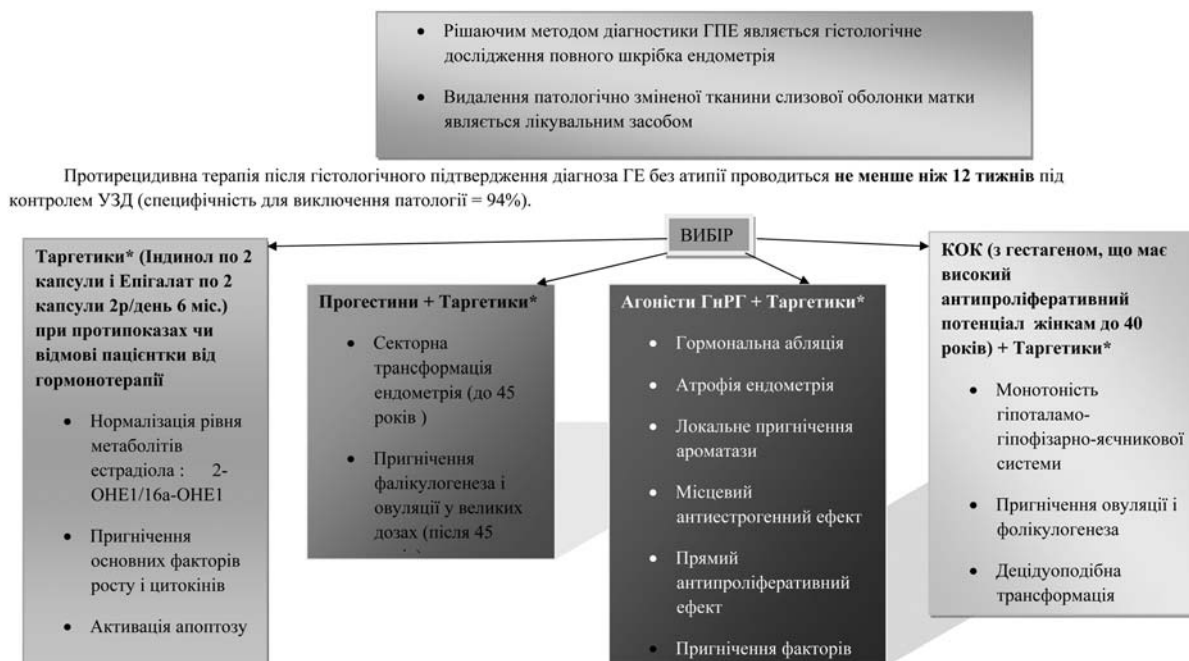 • Рішаючим методом діагностики ГПЕ являється гістологічне
дослідження повного шкрібка ендометрія
• Видалення патологічно зміненої тканини слизової оболонки матки
являється лікувальним засобом
Протирецидивна терапія після гістологічного підтвердження діагноза ГЕ без атипії проводиться не менше ніж 12 тижнів під
контролем УЗД (специфічність для виключення патології = 94%).
ВИБІР
Таргетики* (Індинол по 2
капсули і Епігалат по 2
капсули 2р/день 6 міс.)
при протипоказах чи
відмові пацієнтки від
гормонотерапії
• Нормалізація рівня
метаболітів
естрадіола : 2-
ОНЕ1/16а-ОНЕ1
• Пригнічення
основних факторів
росту і цитокінів
• Активація апоптозу
Прогестини + Таргетики*
• Секторна
трансформація
ендометрія (до 45
років )
• Пригнічення
фалікулогенеза і
овуляції у великих
дозах (після 45
Агоністи ГнРГ + Таргетики*
• Гормональна абляція
• Атрофія ендометрія
• Локальне пригнічення
ароматази
• Місцевий
антиестрогенний ефект
• Прямий
антипроліферативний
ефект
• Пригнічення факторів
КОК (з гестагеном, що має
високий
антипроліферативний
потенціал жінкам до 40
років) + Таргетики*
• Монотоність
гіпоталамо-
гіпофізарно-яєчникової
системи
• Пригнічення овуляції і
фолікулогенеза
• Децідуоподібна
трансформація